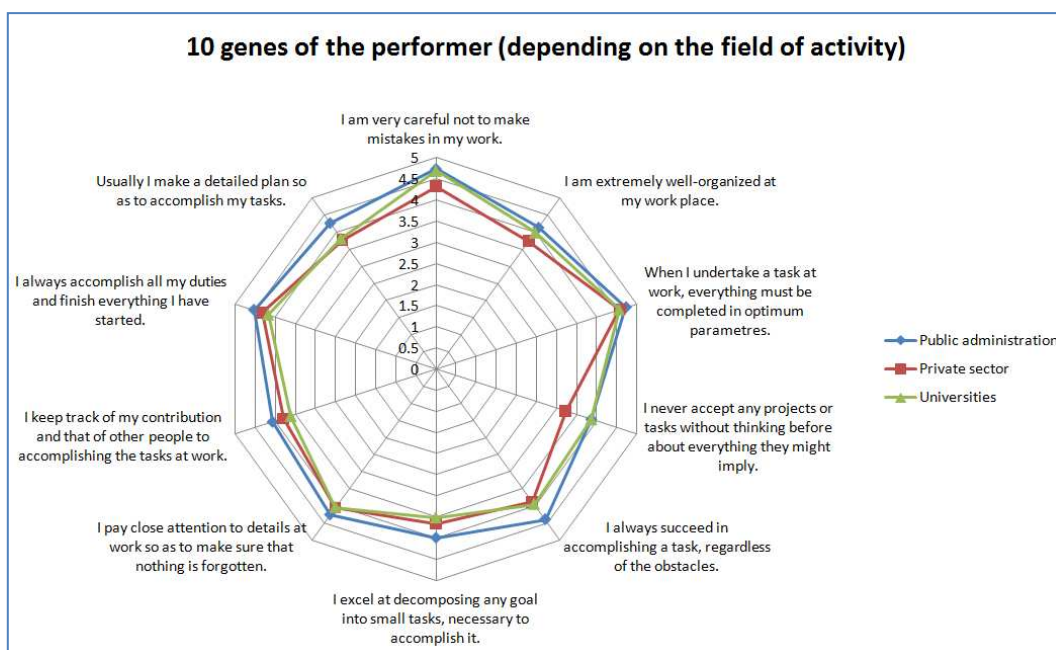 10 genes of the performer (depending on the field of activity)
I am very careful not to make
mistakes in my work.
I am extremely well-organized at
my work place.
When I undertake a task at
work, everything must be
completed in optimum
parametres.
I never accept any projects or
tasks without thinking before
about everything they might
imply.
I always succeed in
accomplishing a task, regardless
of the obstacles.
I excel at decomposing any goal
into small tasks, necessary to
accomplish it.
I pay close attention to details at
work so as to make sure that
nothing is forgotten.
I keep track of my contribution
and that of other people to
accomplishing the tasks at work.
I always accomplish all my duties
and finish everything I have
started.
Usually I make a detailed plan so
as to accomplish my tasks.
5
4.5
4
3.5
3
2.5
2
1.5
1
0.5
0
Public administration
Private sector
Universities